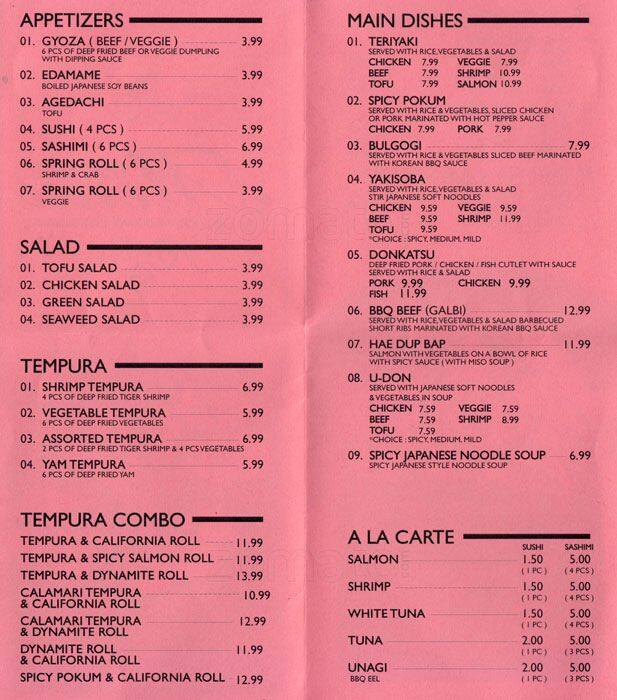 APPETIZERS
01. GYOZA ( BEEF / VEGGIE ) 3.99
6 PCS OF DEEP FRIED BEEF OR VEGGIE DUMPLING
WITH DIPPING SAUCE
02. EDAMAME 3.99
BOILED JAPANESE SOY BEANS
03. AGEDACHI 3.99
TOFU
04. SUSHI ( 4 PCS ) 5.99
05. SASHIMI ( 6 PCS ) 6.99
06. SPRING ROLL ( 6 PCS ) 4.99
SHRIMP & CRAB
07. SPRING ROLL ( 6 PCS ) 3.99
VEGGIE
SALAD
01. TOFU SALAD 3.99
02. CHICKEN SALAD 3.99
03. GREEN SALAD 3.99
04. SEAWEED SALAD 3.99
TEMPURA
01. SHRIMP TEMPURA 6.99
4 PCS OF DEEP FRIED TIGER SHRIMP
02. VEGETABLE TEMPURA 5.99
6 PCS OF DEEP FRIED VEGETABLES
03. ASSORTED TEMPURA 6.99
2 PCS OF DEEP FRIED TIGER SHRIMP & 4 PCS VEGETABLES
04. YAM TEMPURA 5.99
6 PCS OF DEEP FRIED YAM
TEMPURA COMBO
TEMPURA & CALIFORNIA ROLL 11.99
TEMPURA & SPICY SALMON ROLL 11.99
TEMPURA & DYNAMITE ROLL 13.99
CALAMARI TEMPURA 10.99
& CALIFORNIA ROLL
CALAMARI TEMPURA 12.99
& DYNAMITE ROLL
DYNAMITE ROLL 11.99
& CALIFORNIA ROLL
SPICY POKUM & CALIFORNIA ROLL 12.99
MAIN DISHES
01. TERIYAKI
SERVED WITH RICE, VEGETABLES & SALAD
CHICKEN 7.99 VEGGIE 7.99
BEEF 7.99 SHRIMP 10.99
TOFU 7.99 SALMON 10.99
02. SPICY POKUM
SERVED WITH RICE & VEGETABLES, SLICED CHICKEN
OR PORK MARINATED WITH HOT PEPPER SAUCE
CHICKEN 7.99 PORK 7.99
03. BULGOGI 7.99
SERVED WITH RICE & VEGETABLES SLICED BEEF MARINATED
WITH KOREAN BBQ SAUCE
04. YAKISOBA
SERVED WITH RICE, VEGETABLES & SALAD
STIR JAPANESE SOFT NOODLES
CHICKEN 9.59 VEGGIE 9.59
BEEF 9.59 SHRIMP 11.99
TOFU 9.59
*CHOICE : SPICY, MEDIUM, MILD
05. DONKATSU
DEEP FRIED PORK / CHICKEN / FISH CUTLET WITH SAUCE
SERVED WITH RICE & SALAD
PORK 9.99 CHICKEN 9.99
FISH 11.99
06. BBQ BEEF (GALBI) 12.99
SERVED WITH RICE, VEGETABLES & SALAD BARBECUED
SHORT RIBS MARINATED WITH KOREAN BBQ SAUCE
07. HAE DUP BAP 11.99
SALMON WITH VEGETABLES ON A BOWL OF RICE
WITH SPICY SAUCE ( WITH MISO SOUP )
08. U-DON
SERVED WITH JAPANESE SOFT NOODLES
& VEGETABLES IN SOUP
CHICKEN 7.59 VEGGIE 7.59
BEEF 7.59 SHRIMP 8.99
TOFU 7.59
*CHOICE : SPICY, MEDIUM, MILD
09. SPICY JAPANESE NOODLE SOUP 6.99
SPICY JAPANESE STYLE NOODLE SOUP
A LA CARTE
SUSHI SASHIMI
SALMON 1.50 5.00
( 1 PC ) ( 4 PCS )
SHRIMP 1.50 5.00
( 1 PC ) ( 4 PCS )
WHITE TUNA 1.50 5.00
( 1 PC ) ( 4 PCS )
TUNA 2.00 5.00
( 1 PC ) ( 3 PCS )
UNAGI 2.00 5.00
BBQ EEL ( 1 PC ) ( 3 PCS )